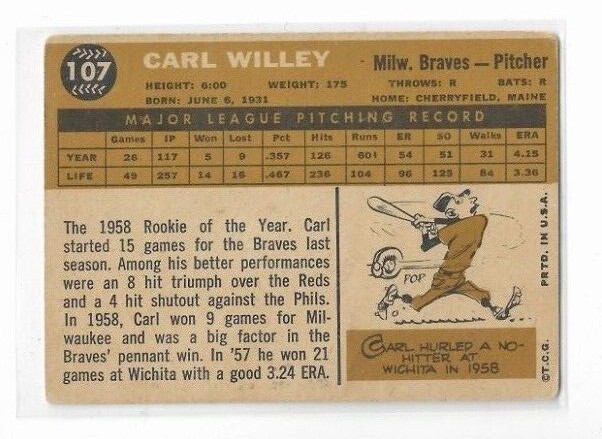 107
CARL WILLEY
Milw. Braves — Pitcher
HEIGHT: 6:00 WEIGHT: 175 THROWS: R BATS: R
BORN: JUNE 6, 1931 HOME: CHERRYFIELD, MAINE
MAJOR LEAGUE PITCHING RECORD
Games IP Won Lost Pct Hits Runs ER SO Walks ERA
YEAR 26 117 5 9 .357 126 60 54 51 31 4.15
LIFE 49 257 14 16 .467 236 104 96 125 84 3.36
The 1958 Rookie of the Year. Carl
started 15 games for the Braves last
season. Among his better performances
were an 8 hit triumph over the Reds
and a 4 hit shutout against the Phils.
In 1958, Carl won 9 games for Mil-
waukee and was a big factor in the
Braves' pennant win. In '57 he won 21
games at Wichita with a good 3.24 ERA.
POP
CARL HURLED A NO-
HITTER AT
WICHITA IN 1958
©T.C.G. PRTD. IN U.S.A.